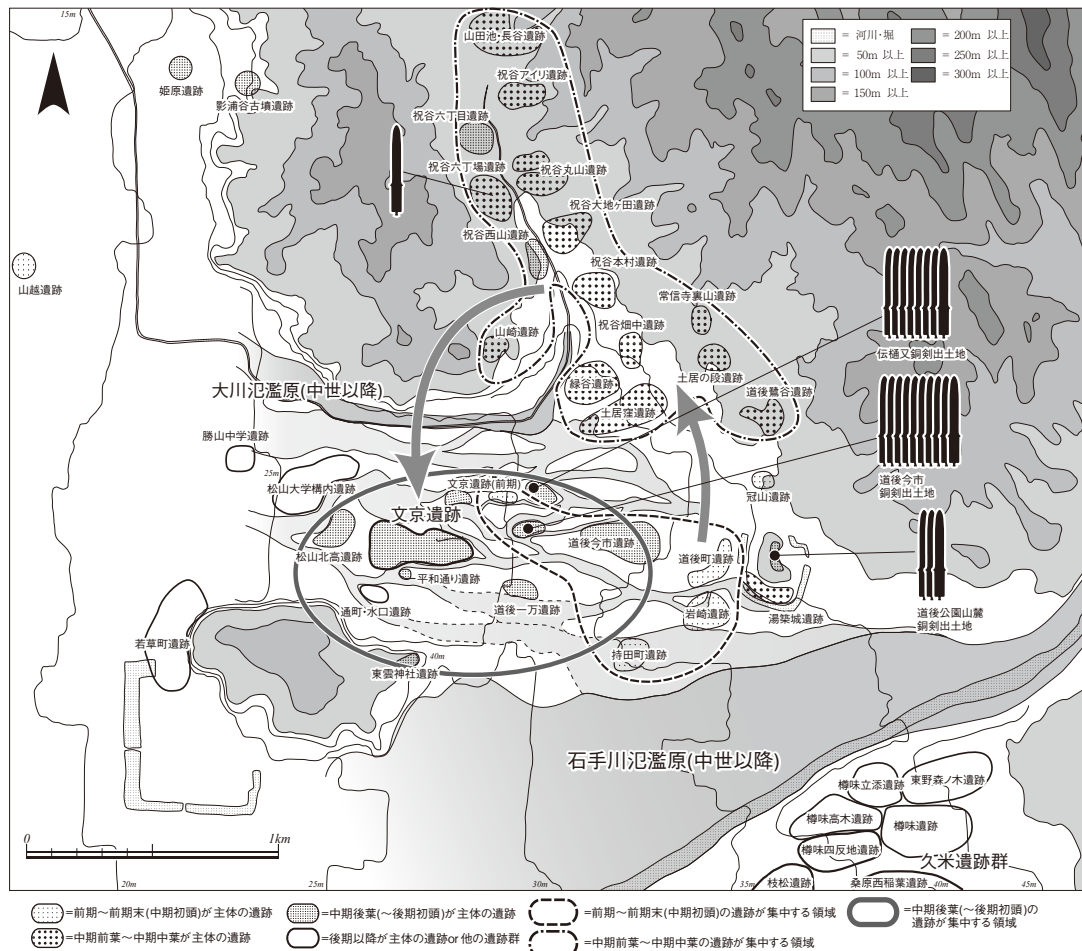 15m
= 河川・堀
= 50m 以上
= 100m 以上
= 150m 以上
= 200m 以上
= 250m 以上
= 300m 以上
山田池・長谷遺跡
姫原遺跡
影浦谷古墳遺跡
祝谷アイリ遺跡
祝谷六丁目遺跡
祝谷六丁場遺跡
祝谷丸山遺跡
祝谷大地ヶ田遺跡
祝谷西山遺跡
祝谷本村遺跡
山越遺跡
常信寺裏山遺跡
山崎遺跡
祝谷畑中遺跡
伝樋又銅剣出土地
緑谷遺跡
土居の段遺跡
道後鷺谷遺跡
土居窪遺跡
大川氾濫原(中世以降)
勝山中学遺跡
25m
松山大学構内遺跡
文京遺跡(前期)
文京遺跡
冠山遺跡
道後今市
銅剣出土地
松山北高遺跡
道後今市遺跡
道後町遺跡
平和通り遺跡
通町・水口遺跡
道後一万遺跡
岩崎遺跡
湯築城遺跡
道後公園山麓
銅剣出土地
若草町遺跡
40m
東雲神社遺跡
持田町遺跡
石手川氾濫原(中世以降)
樽味立添遺跡
東野森ノ木遺跡
樽味高木遺跡
樽味遺跡
樽味四反地遺跡
久米遺跡群
枝松遺跡
桑原西稲葉遺跡
0
1km
20m
25m
30m
35m
40m
45m
=前期～前期末(中期初頭)が主体の遺跡
=中期後葉(～後期初頭)が主体の遺跡
=前期～前期末(中期初頭)の遺跡が集中する領域
=中期後葉(～後期初頭)の
遺跡が集中する領域
=中期前葉～中期中葉が主体の遺跡
=後期以降が主体の遺跡or 他の遺跡群
=中期前葉～中期中葉の遺跡が集中する領域